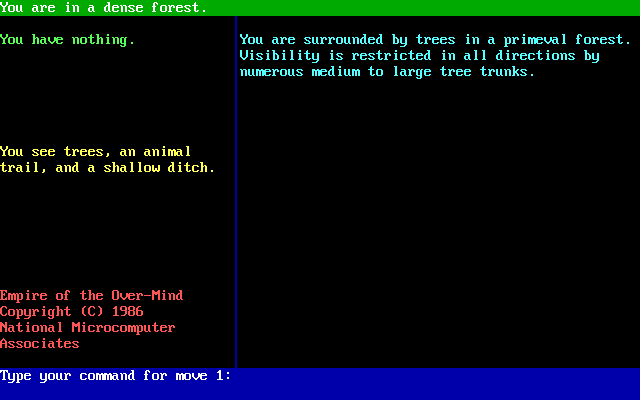 You are in a dense forest.
You have nothing.
You see trees, an animal
trail, and a shallow ditch.
Empire of the Over-Mind
Copyright (C) 1986
National Microcomputer
Associates
You are surrounded by trees in a primeval forest.
Visibility is restricted in all directions by
numerous medium to large tree trunks.
Type your command for move 1: